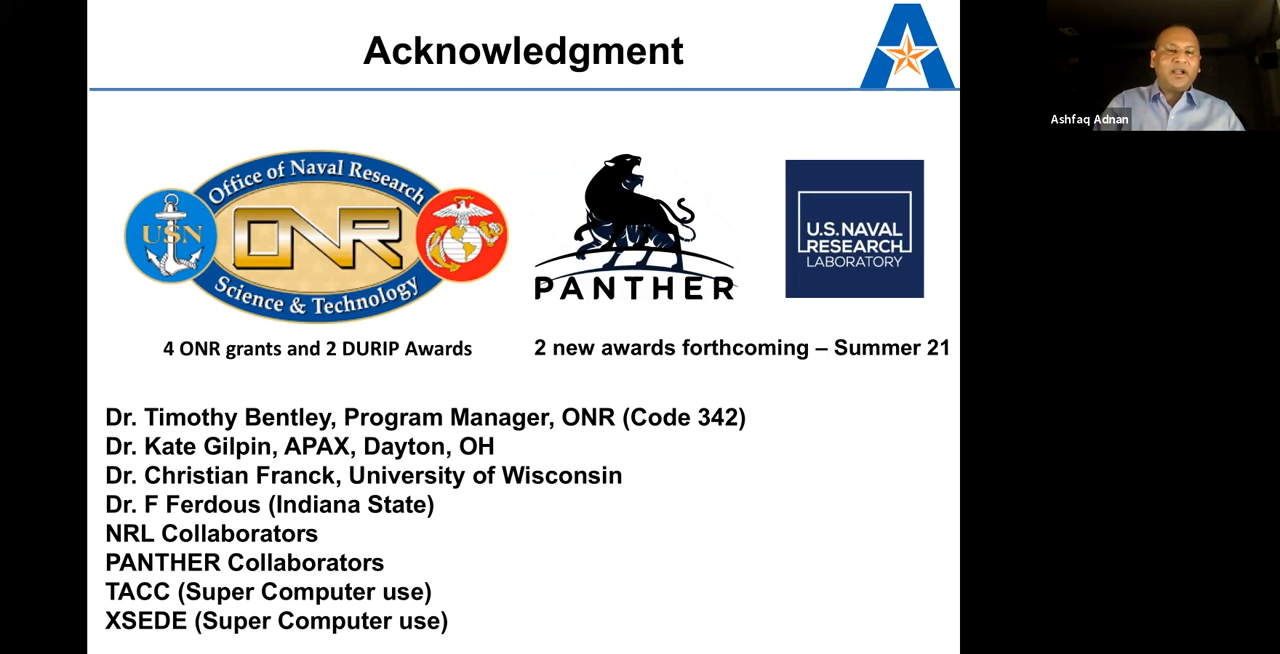 Acknowledgment
Ashfaq Adnan
Office of Naval Research
USN
ONR
Science & Technology
PANTHER
U.S. NAVAL
RESEARCH
LABORATORY
4 ONR grants and 2 DURIP Awards
2 new awards forthcoming – Summer 21
Dr. Timothy Bentley, Program Manager, ONR (Code 342)
Dr. Kate Gilpin, APAX, Dayton, OH
Dr. Christian Franck, University of Wisconsin
Dr. F Ferdous (Indiana State)
NRL Collaborators
PANTHER Collaborators
TACC (Super Computer use)
XSEDE (Super Computer use)